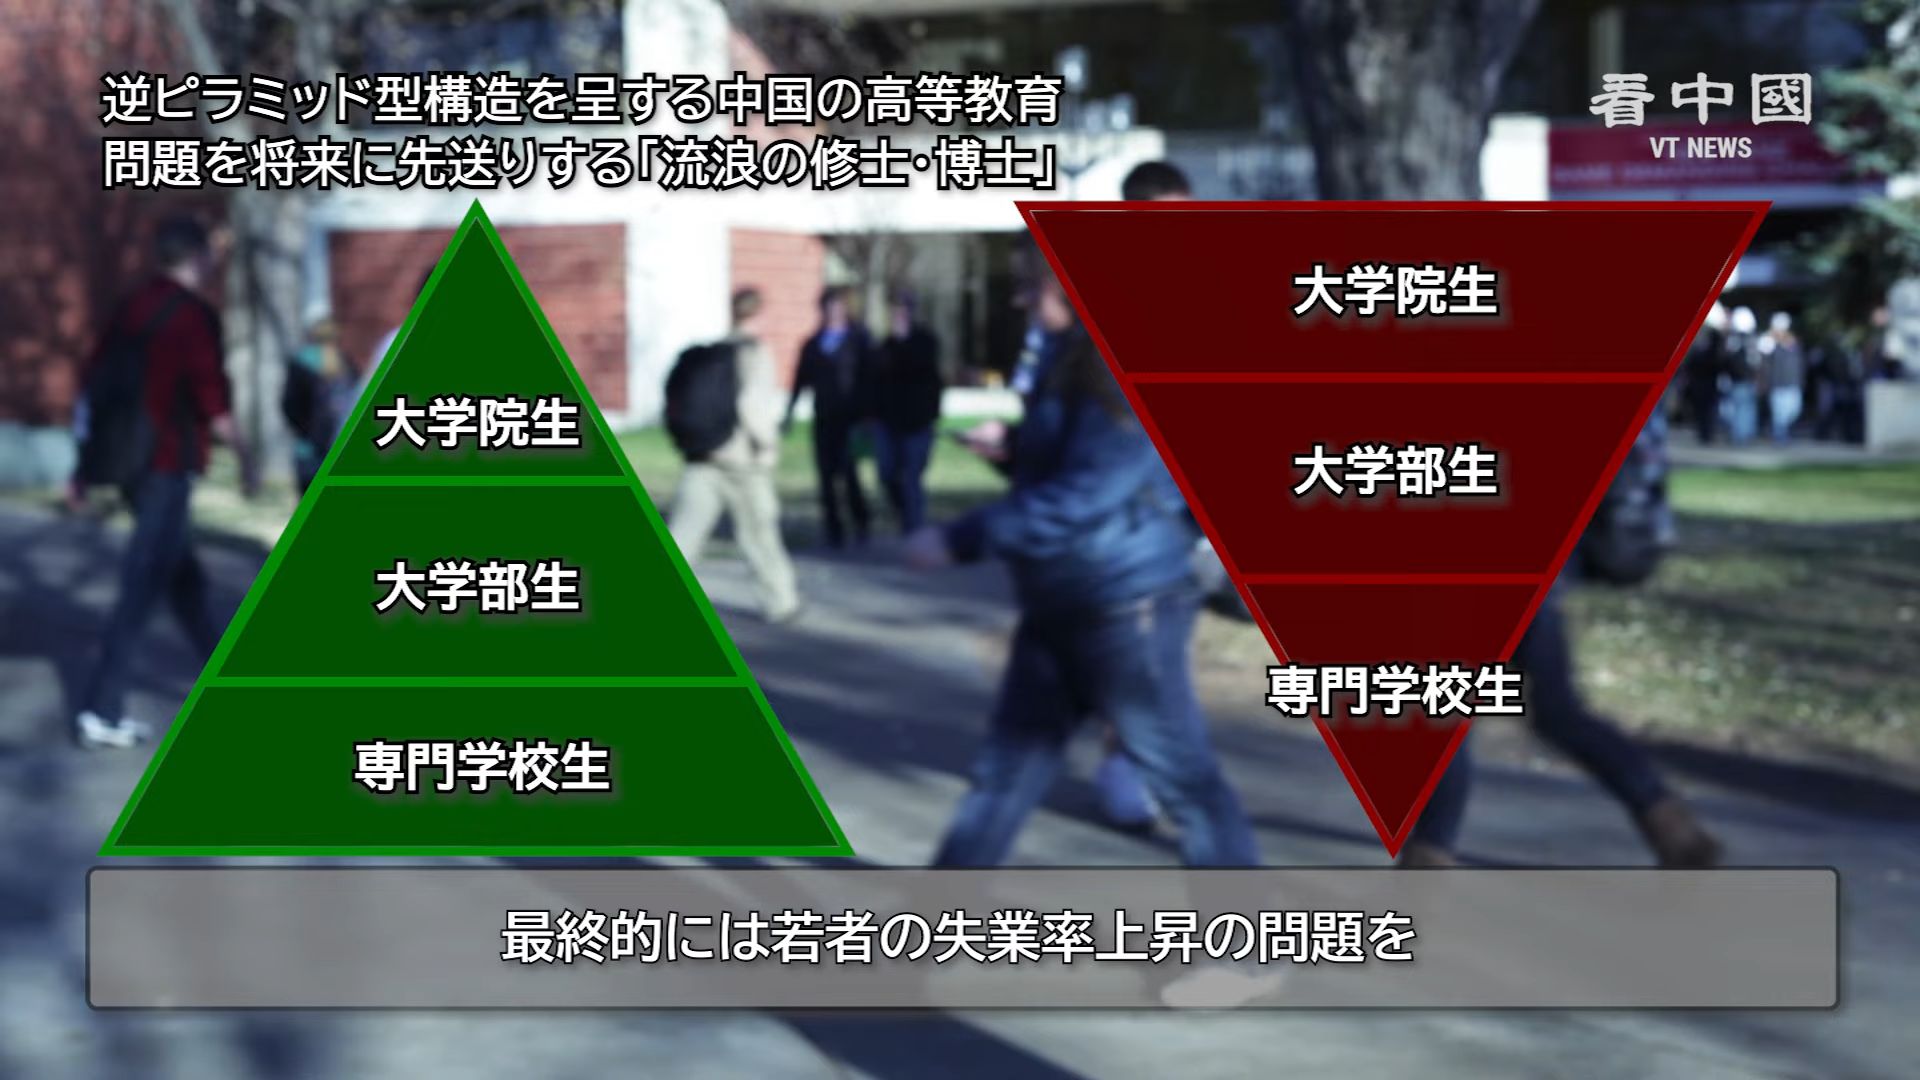 逆ピラミッド型構造を呈する中国の高等教育
問題を将来に先送りする「流浪の修士・博士」
看中國
VT NEWS
大学院生
大学部生
専門学校生
大学院生
大学部生
専門学校生
最終的には若者の失業率上昇の問題を